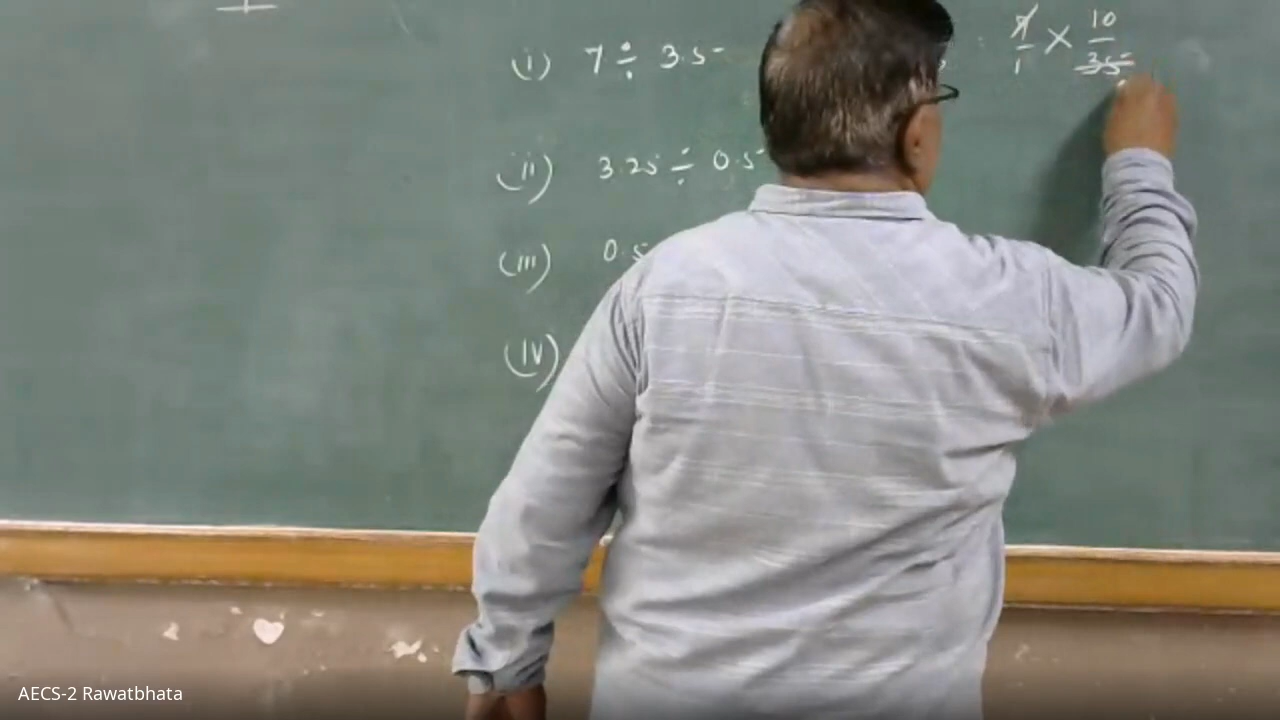 (i) 7 ÷ 3.5 : 7/1 × 10/35
(ii) 3.25 ÷ 0.5
(iii) 0.5
(iv)
AECS-2 Rawatbhata